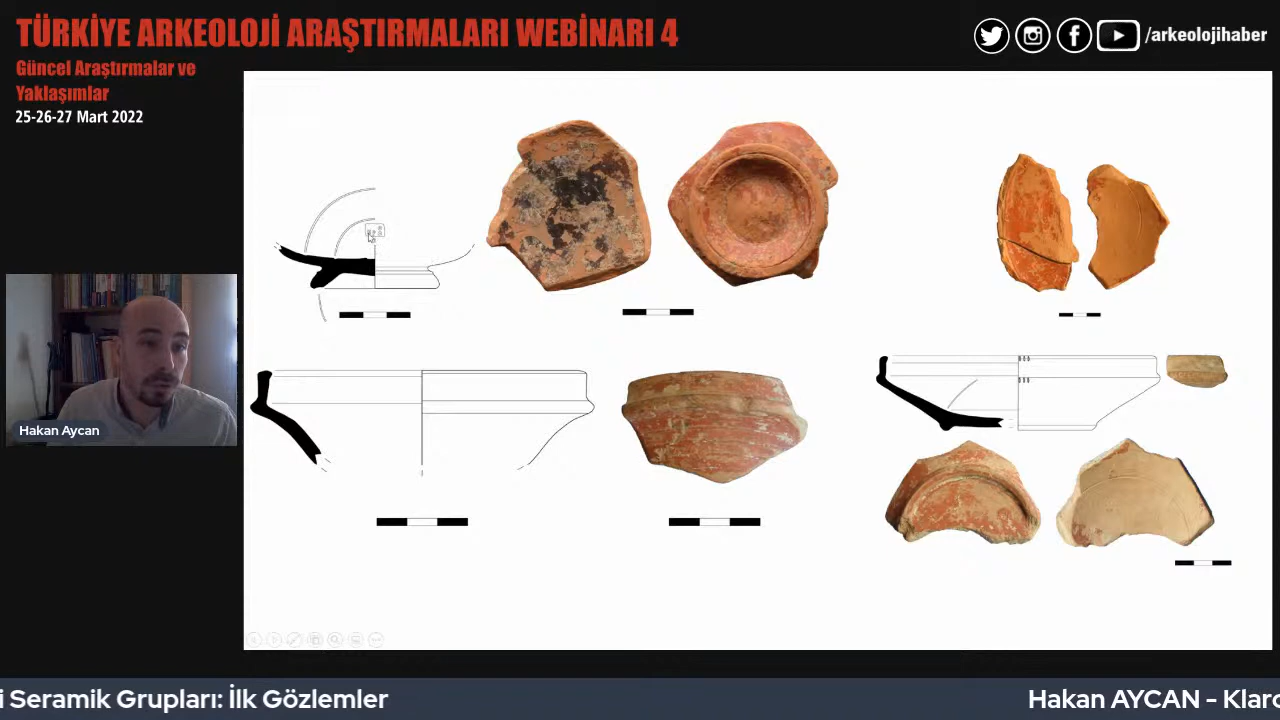 TÜRKİYE ARKEOLOJİ ARAŞTIRMALARI WEBİNARI 4
Güncel Araştırmalar ve
Yaklaşımlar
25-26-27 Mart 2022
/arkeolojihaber
Hakan Aycan
i Seramik Grupları: İlk Gözlemler
Hakan AYCAN - Klaro